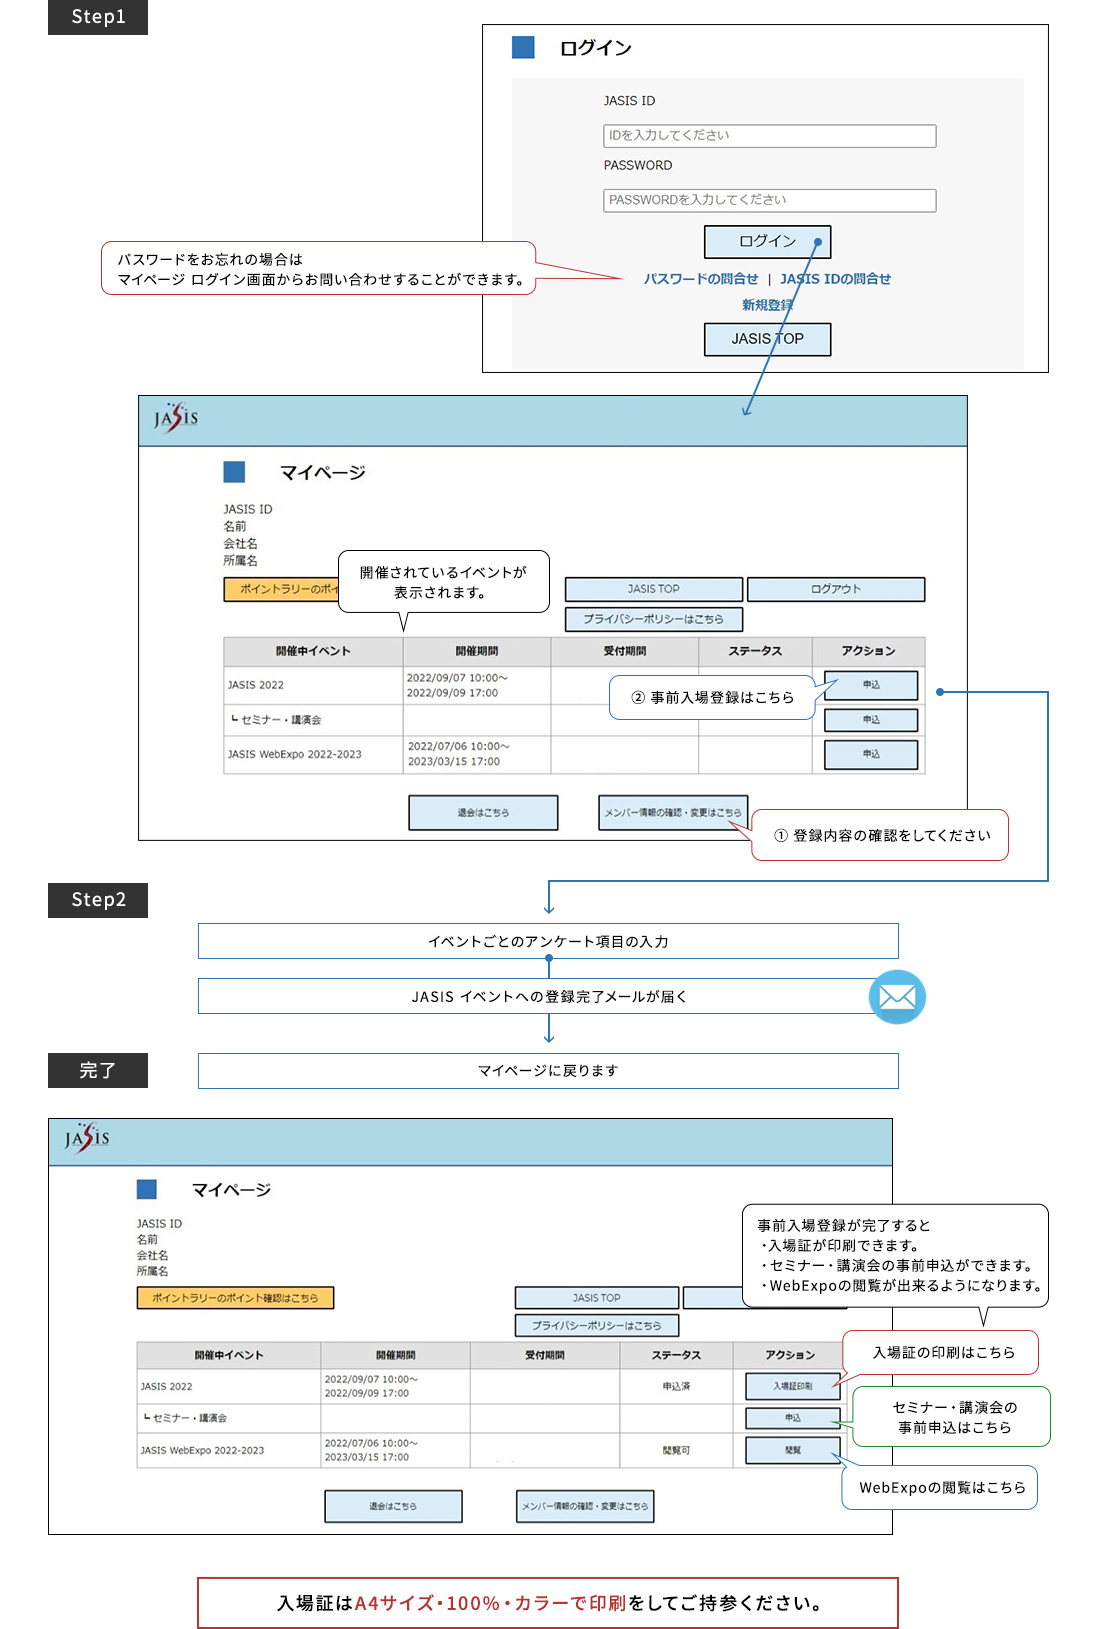 Step1
ログイン
JASIS ID
IDを入力してください
PASSWORD
PASSWORDを入力してください
ログイン
パスワードをお忘れの場合は
マイページ ログイン画面からお問い合わせすることができます。
パスワードの問合せ | JASIS IDの問合せ
新規登録
JASIS TOP
JASIS
マイページ
JASIS ID
名前
会社名
所属名
開催されているイベントが
表示されます。
ポイントラリーのポイ
JASIS TOP
ログアウト
プライバシーポリシーはこちら
開催中イベント 開催期間 受付期間 ステータス アクション
JASIS 2022
2022/09/07 10:00～
2022/09/09 17:00
② 事前入場登録はこちら
申込
┗ セミナー・講演会
申込
JASIS WebExpo 2022-2023
2022/07/06 10:00～
2023/03/15 17:00
申込
退会はこちら
メンバー情報の確認・変更はこちら
① 登録内容の確認をしてください
Step2
イベントごとのアンケート項目の入力
JASIS イベントへの登録完了メールが届く
完了
マイページに戻ります
JASIS
マイページ
JASIS ID
名前
会社名
所属名
事前入場登録が完了すると
・入場証が印刷できます。
・セミナー・講演会の事前申込ができます。
・WebExpoの閲覧が出来るようになります。
ポイントラリーのポイント確認はこちら
JASIS TOP
プライバシーポリシーはこちら
開催中イベント 開催期間 受付期間 ステータス アクション
入場証の印刷はこちら
JASIS 2022
2022/09/07 10:00～
2022/09/09 17:00
申込済
入場証印刷
┗ セミナー・講演会
申込
セミナー・講演会の
事前申込はこちら
JASIS WebExpo 2022-2023
2022/07/06 10:00～
2023/03/15 17:00
閲覧可
閲覧
WebExpoの閲覧はこちら
退会はこちら
メンバー情報の確認・変更はこちら
入場証はA4サイズ・100%・カラーで印刷をしてご持参ください。